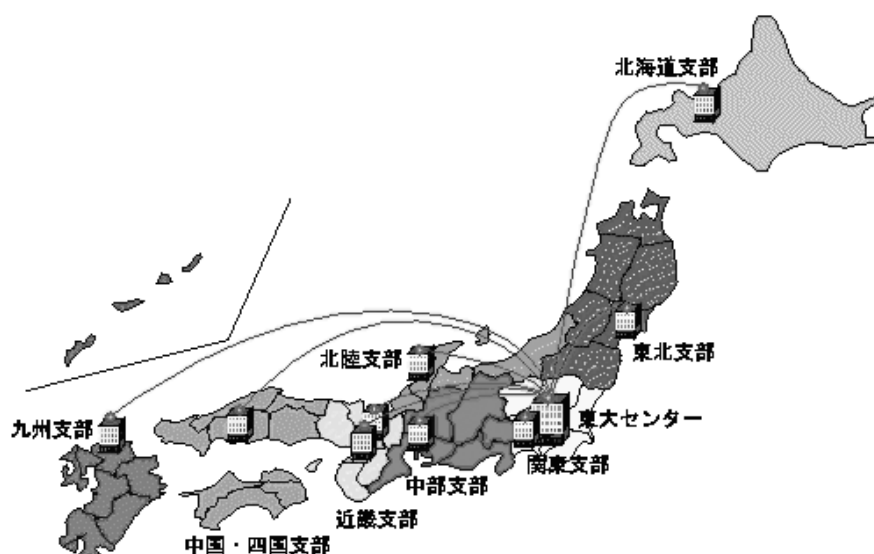 北海道支部
東北支部
北陸支部
東大センター
九州支部
関東支部
中部支部
近畿支部
中国・四国支部